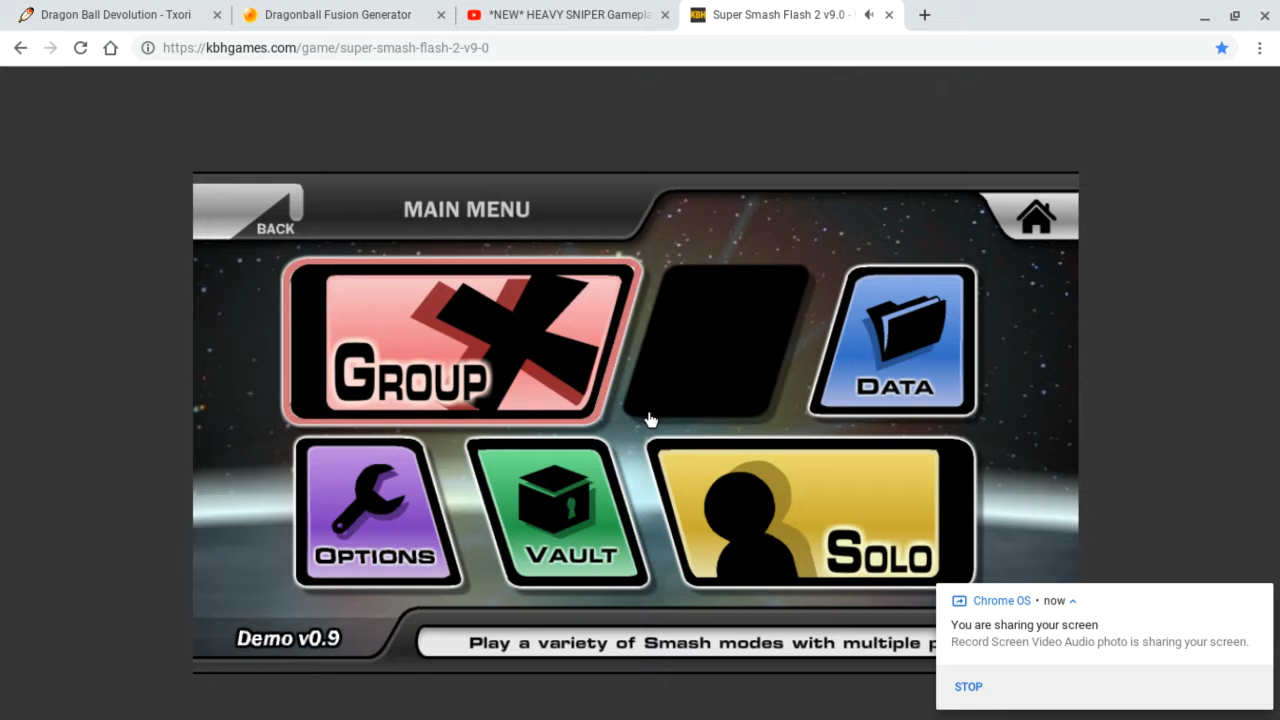 Dragon Ball Devolution - Txori
Dragonball Fusion Generator
*NEW* HEAVY SNIPER Gamepla
KBH
Super Smash Flash 2 v9.0 -
https://kbhgames.com/game/super-smash-flash-2-v9-0
BACK
MAIN MENU
GROUP
DATA
OPTIONS
VAULT
SOLO
Demo v0.9
Play a variety of Smash modes with multiple p
Chrome OS • now
You are sharing your screen
Record Screen Video Audio photo is sharing your screen.
STOP